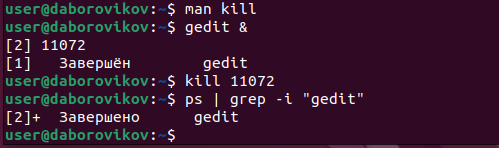 user@daborovikov:~$ man kill
user@daborovikov:~$ gedit &
[2] 11072
[1]   Завершён        gedit
user@daborovikov:~$ kill 11072
user@daborovikov:~$ ps | grep -i "gedit"
[2]+  Завершено      gedit
user@daborovikov:~$